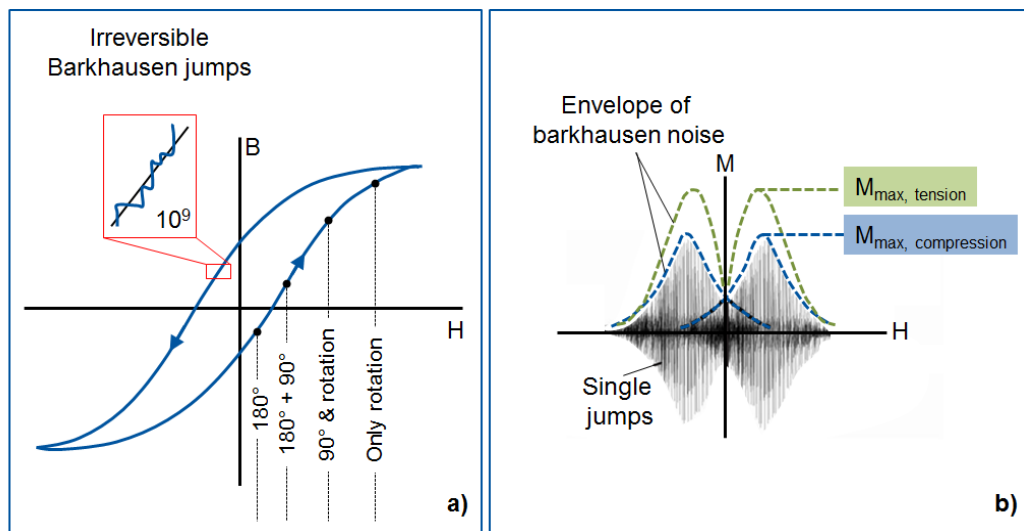 Irreversible
Barkhausen jumps
10⁹
B
H
180°
180° + 90°
90° & rotation
Only rotation
a)
Envelope of
barkhausen noise
M
Mmax, tension
Mmax, compression
H
Single
jumps
b)